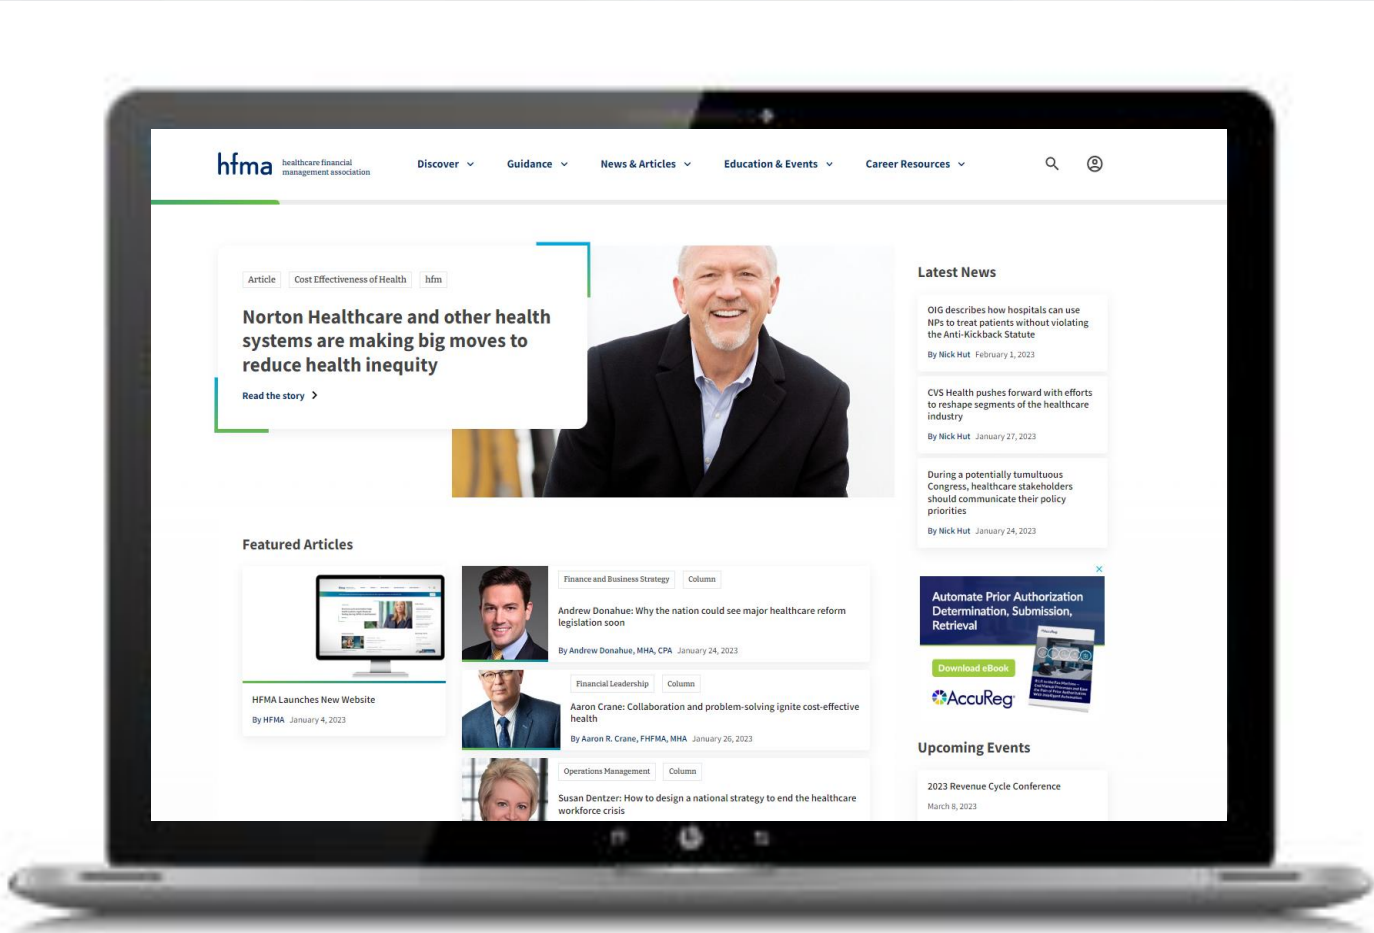 hfma
healthcare financial
management association
Discover
Guidance
News & Articles
Education & Events
Career Resources
Article
Cost Effectiveness of Health
hfm
Norton Healthcare and other health
systems are making big moves to
reduce health inequity
Read the story
Latest News
OIG describes how hospitals can use
NPs to treat patients without violating
the Anti-Kickback Statute
By Nick Hut February 1, 2023
CVS Health pushes forward with efforts
to reshape segments of the healthcare
industry
By Nick Hut January 27, 2023
During a potentially tumultuous
Congress, healthcare stakeholders
should communicate their policy
priorities
By Nick Hut January 24, 2023
Featured Articles
HFMA Launches New Website
By HFMA January 4, 2023
Finance and Business Strategy
Column
Andrew Donahue: Why the nation could see major healthcare reform
legislation soon
By Andrew Donahue, MHA, CPA January 24, 2023
Financial Leadership
Column
Aaron Crane: Collaboration and problem-solving ignite cost-effective
health
By Aaron R. Crane, FHFMA, MHA January 26, 2023
Operations Management
Column
Susan Dentzer: How to design a national strategy to end the healthcare
workforce crisis
Automate Prior Authorization
Determination, Submission,
Retrieval
Download eBook
AccuReg
Upcoming Events
2023 Revenue Cycle Conference
March 8, 2023